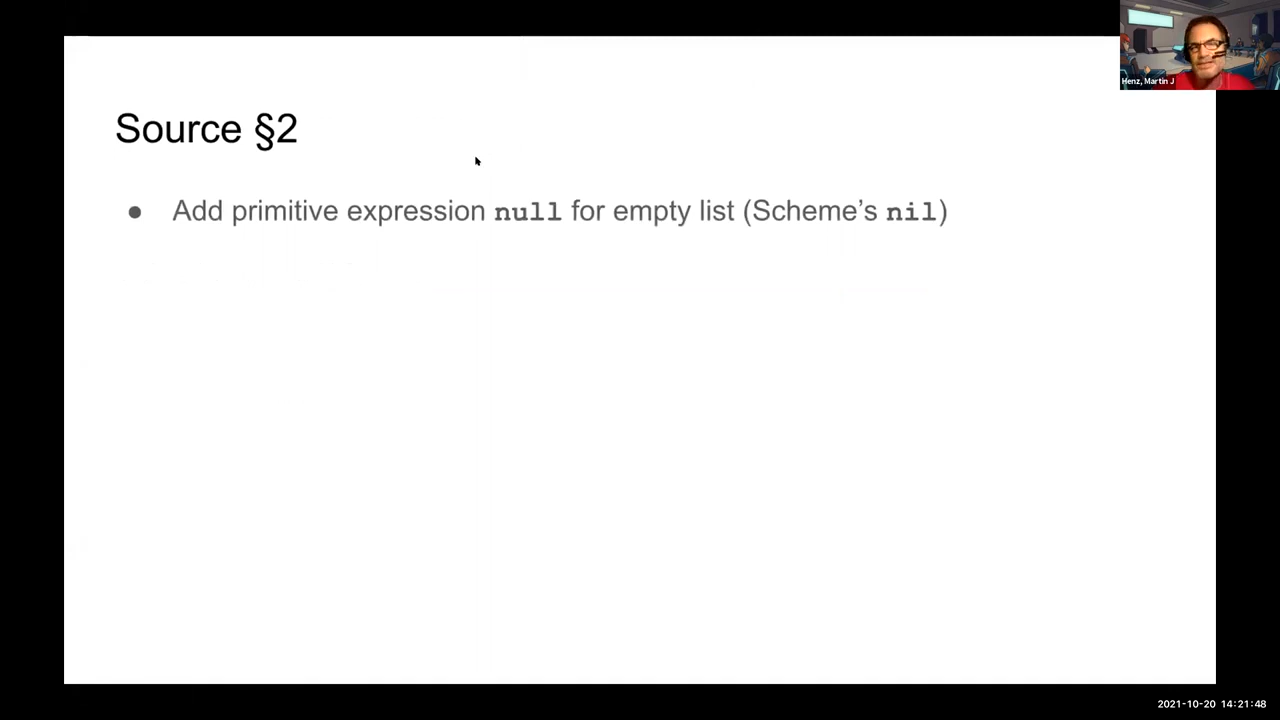 Henz, Martin J
Source §2
● Add primitive expression null for empty list (Scheme’s nil)
2021-10-20 14:21:48